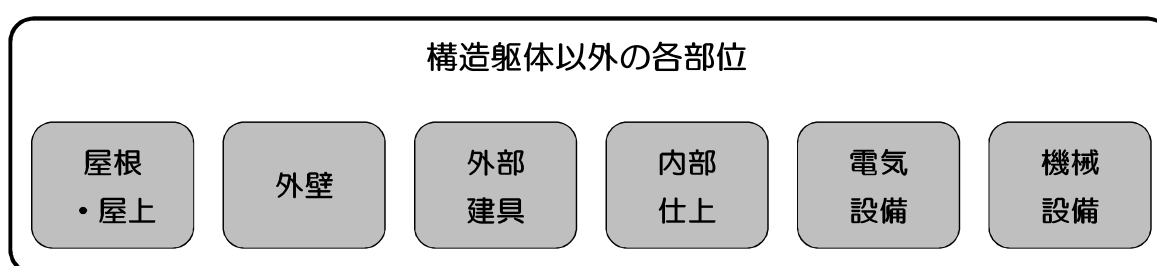 構造躯体以外の各部位
屋根
・屋上
外壁
外部
建具
内部
仕上
電気
設備
機械
設備